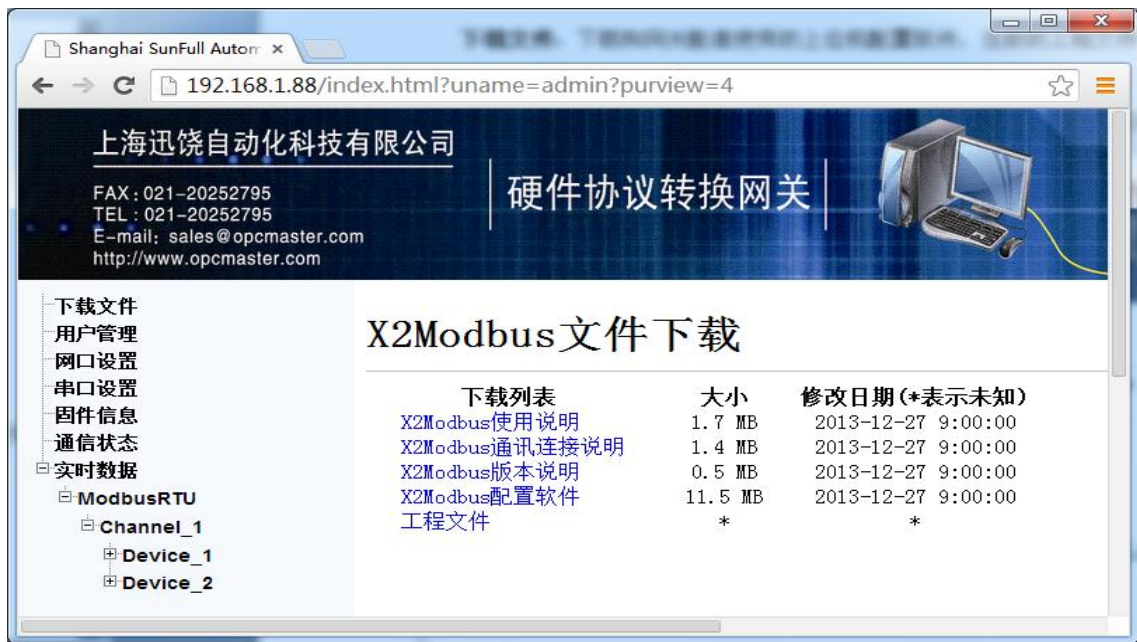 Shanghai SunFull Autom
192.168.1.88/index.html?uname=admin?purview=4
上海迅饶自动化科技有限公司
FAX:021-20252795
TEL:021-20252795
E-mail: sales@opcmaster.com
http://www.opcmaster.com
硬件协议转换网关
下载文件
用户管理
网口设置
串口设置
固件信息
通信状态
实时数据
ModbusRTU
Channel_1
Device_1
Device_2
X2Modbus文件下载
下载列表 大小 修改日期(*表示未知)
X2Modbus使用说明 1.7 MB 2013-12-27 9:00:00
X2Modbus通讯连接说明 1.4 MB 2013-12-27 9:00:00
X2Modbus版本说明 0.5 MB 2013-12-27 9:00:00
X2Modbus配置软件 11.5 MB 2013-12-27 9:00:00
工程文件 * *